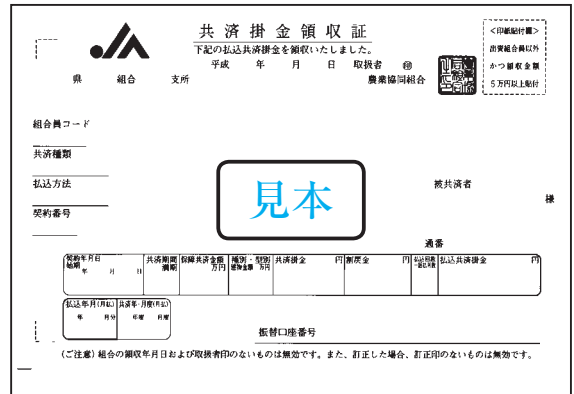 共済掛金領収証
下記の払込共済掛金を領収いたしました。
平成 年 月 日 取扱者 ㊞
県 組合 支所 農業協同組合
<印紙貼付欄>
出資組合員以外
かつ領収金額
5万円以上貼付
JA
組合員コード
共済種類
払込方法
契約番号
見本
被共済者
様
通番
契約年月日 共済期間 保障共済金額 種別・型別 共済掛金 円 割戻金 円 払込共済掛金 円
始期 年 月 日 満期 万円 建物金額 万円
払込年月(月払) 共済年・月度(月払)
年 月分 年度 月度
振替口座番号
(ご注意)組合の領収年月日および取扱者印のないものは無効です。また、訂正した場合、訂正印のないものは無効です。